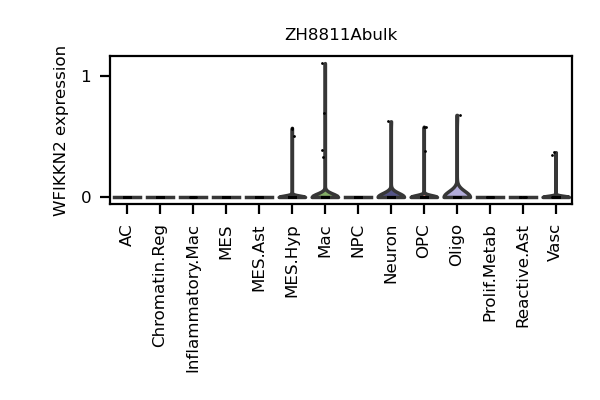 ZH8811Abulk
WFIKKN2 expression
1
0
AC
Chromatin.Reg
Inflammatory.Mac
MES
MES.Ast
MES.Hyp
Mac
NPC
Neuron
OPC
Oligo
Prolif.Metab
Reactive.Ast
Vasc